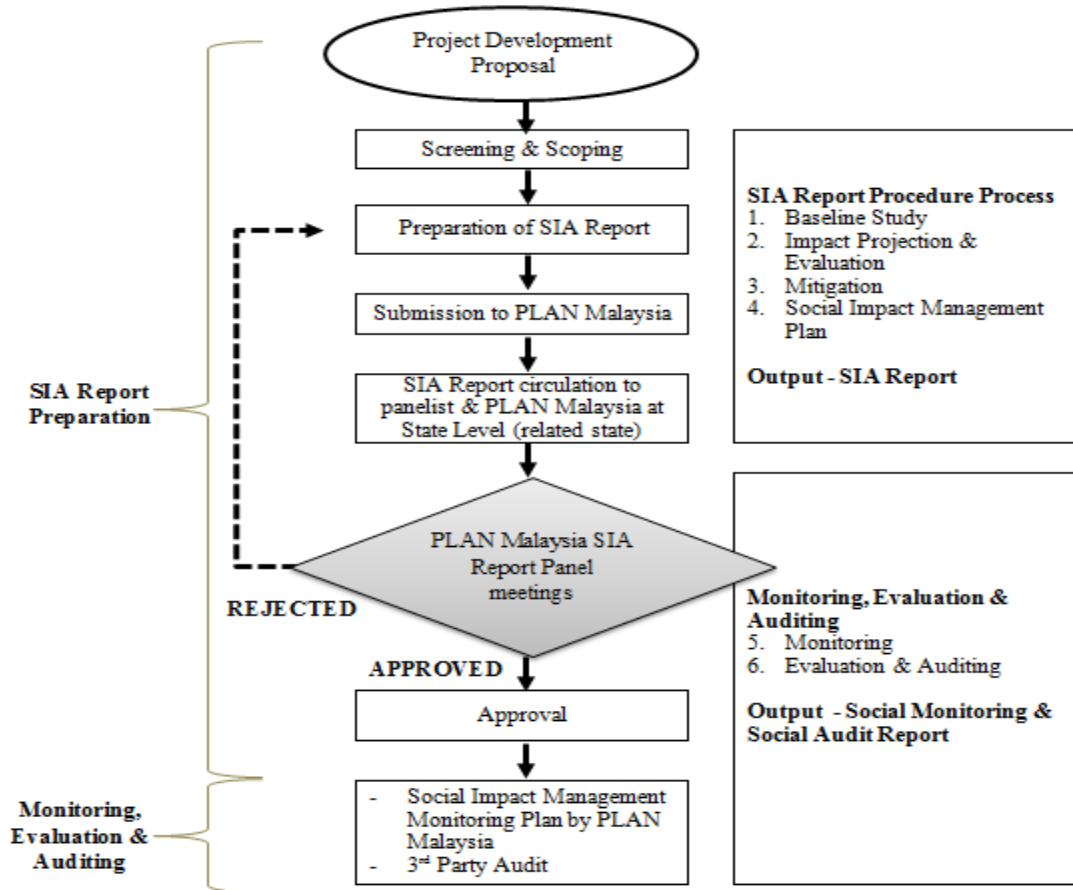 Project Development
Proposal
Screening & Scoping
Preparation of SIA Report
Submission to PLAN Malaysia
SIA Report circulation to
panelist & PLAN Malaysia at
State Level (related state)
PLAN Malaysia SIA
Report Panel
meetings
REJECTED
APPROVED
Approval
- Social Impact Management
Monitoring Plan by PLAN
Malaysia
- 3rd Party Audit
SIA Report
Preparation
Monitoring,
Evaluation &
Auditing
SIA Report Procedure Process
1. Baseline Study
2. Impact Projection &
Evaluation
3. Mitigation
4. Social Impact Management
Plan
Output - SIA Report
Monitoring, Evaluation &
Auditing
5. Monitoring
6. Evaluation & Auditing
Output - Social Monitoring &
Social Audit Report